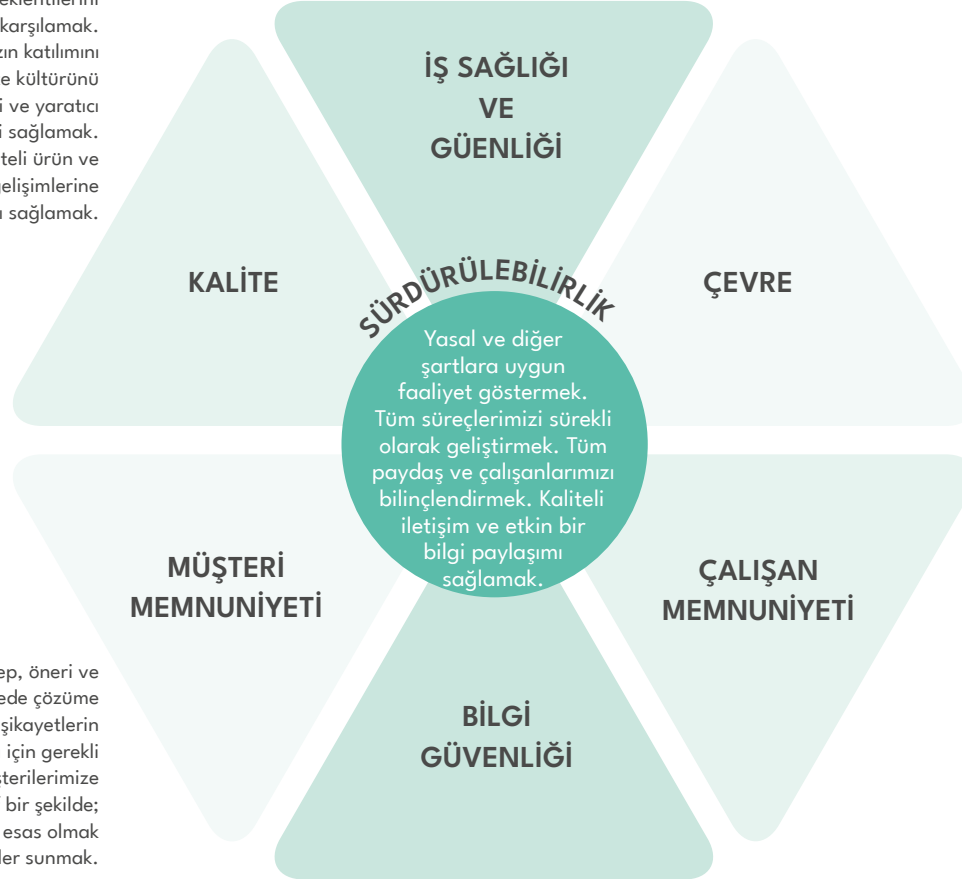 karşılamak.
katılımını
kültürünü
ve yaratıcı
sağlamak.
ürün ve
sağlamak.
İŞ SAĞLIĞI
VE
GÜENLİĞİ
KALİTE
ÇEVRE
SÜRDÜRÜLEBİLİRLİK
Yasal ve diğer
şartlara uygun
faaliyet göstermek.
Tüm süreçlerimizi sürekli
olarak geliştirmek. Tüm
paydaş ve çalışanlarımızı
bilinçlendirmek. Kaliteli
iletişim ve etkin bir
bilgi paylaşımı
sağlamak.
MÜŞTERİ
MEMNUNİYETİ
ÇALIŞAN
MEMNUNİYETİ
öneri ve
çözüme
şikayetlerin
için gerekli
bir şekilde;
esas olmak
sunmak.
BİLGİ
GÜVENLİĞİ